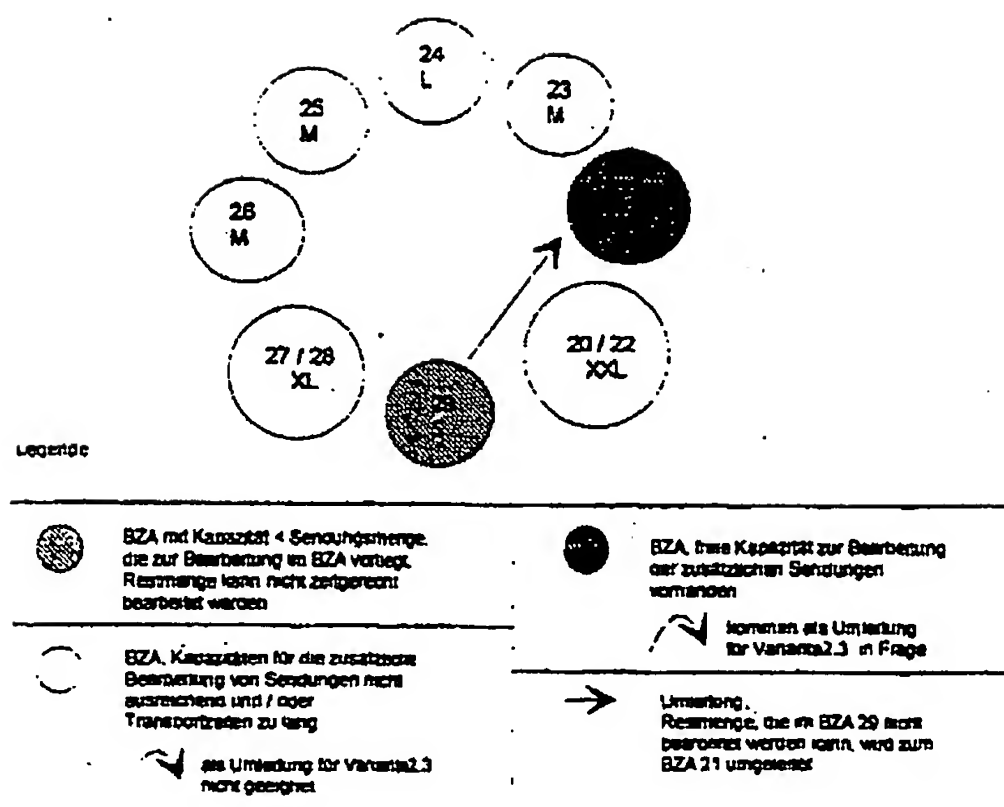 24
L
23
M
25
M
26
M
27 / 28
XL
29
20 / 22
XXL
Legende
BZA mit Kapazität < Sendungsmenge,
die zur Bearbeitung im BZA vorliegt,
Restmenge kann nicht zeitgerecht
bearbeitet werden
BZA, freie Kapazität zur Bearbeitung
der zusätzlichen Sendungen
vorhanden
kommen als Umleitung
für Variante2.3 in Frage
BZA, Kapazitäten für die zusätzliche
Bearbeitung von Sendungen nicht
ausreichend und / oder
Transportzeiten zu lang
als Umleitung für Variante2.3
nicht geeignet
Umleitung,
Restmenge, die im BZA 29 nicht
bearbeitet werden kann, wird zum
BZA 21 umgeleitet